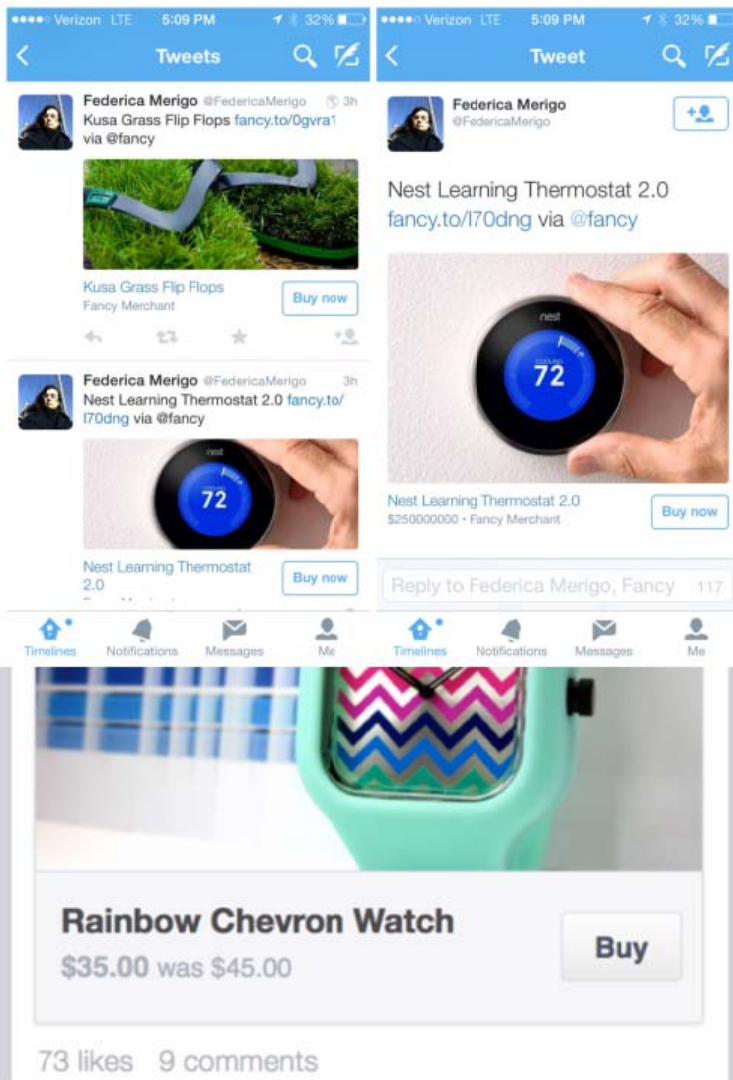 Verizon LTE 5:09 PM 32%
Tweets
Federica Merigo @FedericaMerigo 3h
Kusa Grass Flip Flops fancy.to/0gvra1
via @fancy
Kusa Grass Flip Flops
Fancy Merchant
Buy now
Federica Merigo @FedericaMerigo 3h
Nest Learning Thermostat 2.0 fancy.to/
l70dng via @fancy
nest
72
Nest Learning Thermostat
2.0
Buy now
Timelines Notifications Messages Me
Verizon LTE 5:09 PM 32%
Tweet
Federica Merigo
@FedericaMerigo
Nest Learning Thermostat 2.0
fancy.to/l70dng via @fancy
nest
COOLING
72
Nest Learning Thermostat 2.0
$250000000 • Fancy Merchant
Buy now
Reply to Federica Merigo, Fancy 117
Timelines Notifications Messages Me
Rainbow Chevron Watch
$35.00 was $45.00
Buy
73 likes 9 comments